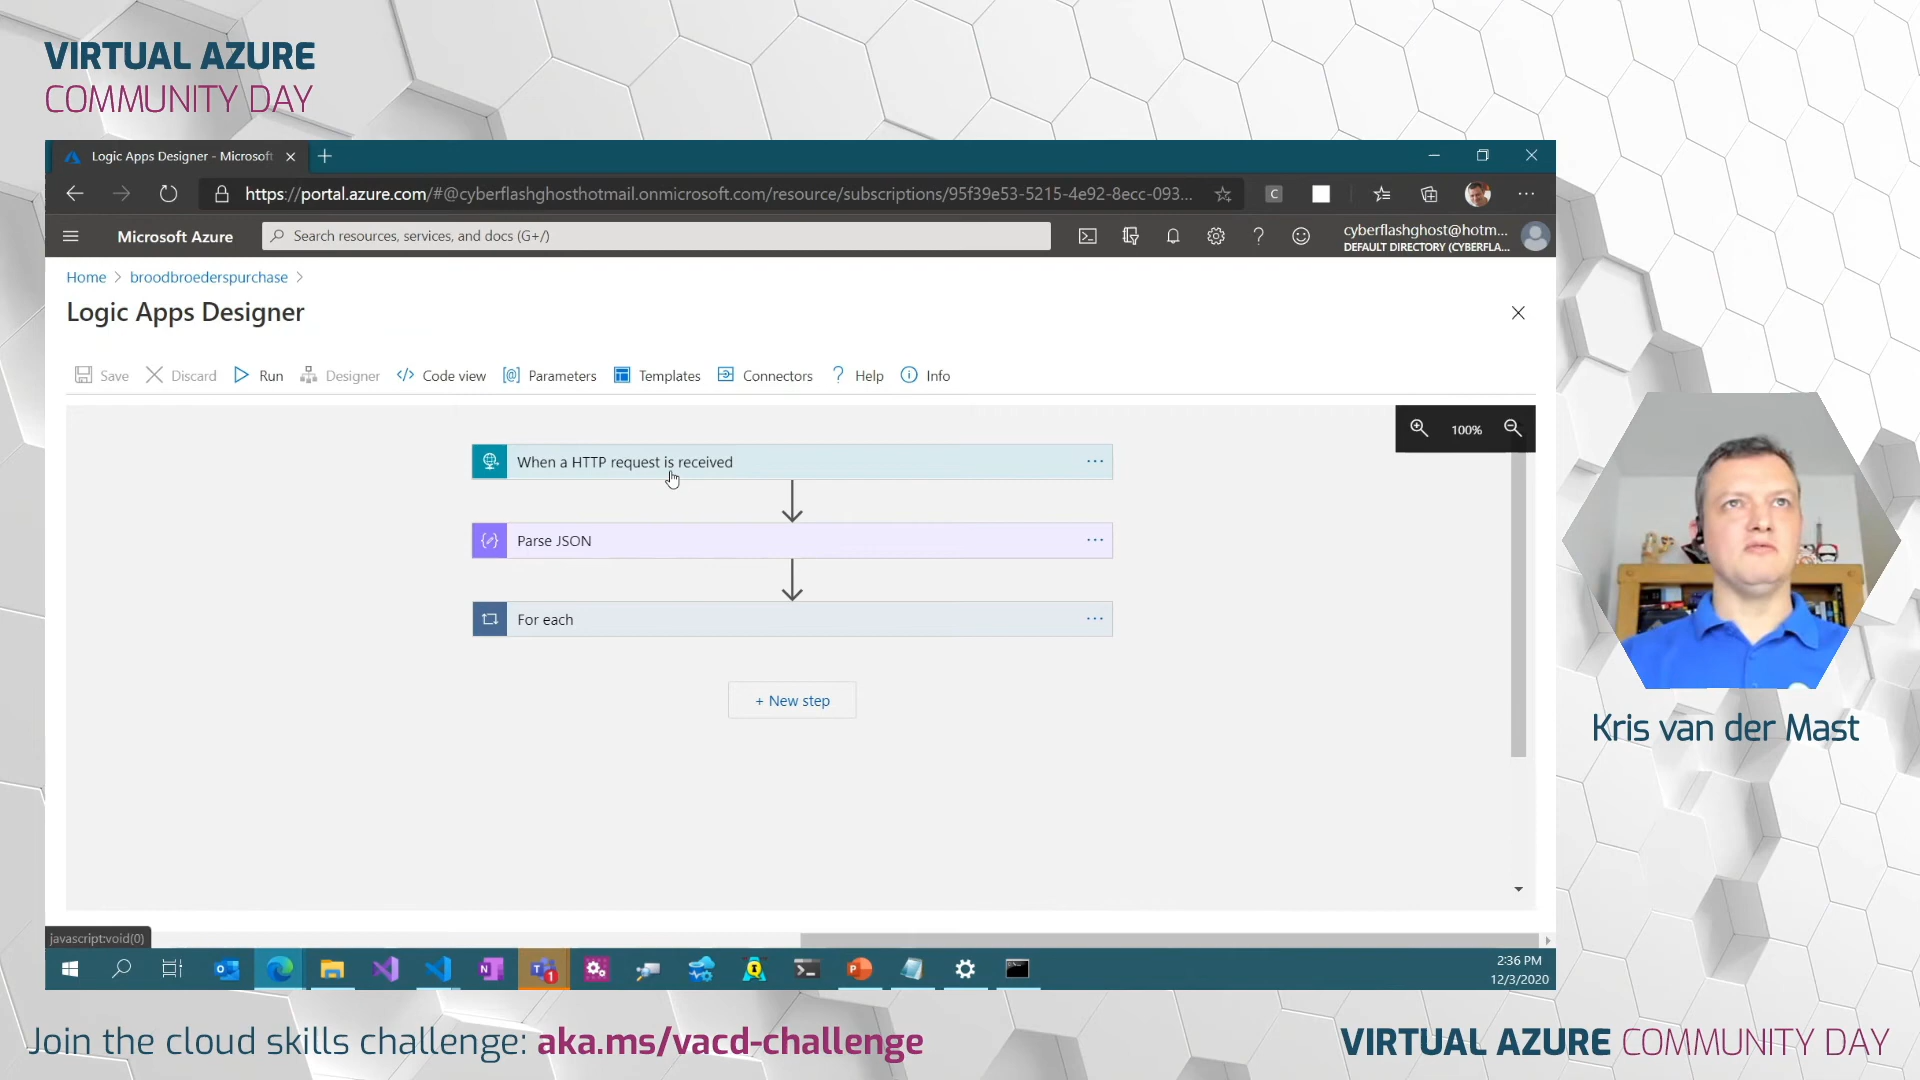 VIRTUAL AZURE
COMMUNITY DAY
Logic Apps Designer - Microsoft
https://portal.azure.com/#@cyberflashghosthotmail.onmicrosoft.com/resource/subscriptions/95f39e53-5215-4e92-8ecc-093...
Microsoft Azure
Search resources, services, and docs (G+/)
cyberflashghost@hotm...
DEFAULT DIRECTORY (CYBERFLA...
Home > broodbroederspurchase >
Logic Apps Designer
Save Discard Run Designer Code view Parameters Templates Connectors Help Info
100%
When a HTTP request is received
Parse JSON
For each
+ New step
Kris van der Mast
javascript:void(0)
2:36 PM
12/3/2020
Join the cloud skills challenge: aka.ms/vacd-challenge
VIRTUAL AZURE COMMUNITY DAY